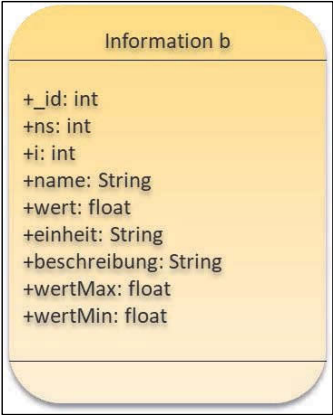 Information b
+_id: int
+ns: int
+i: int
+name: String
+wert: float
+einheit: String
+beschreibung: String
+wertMax: float
+wertMin: float